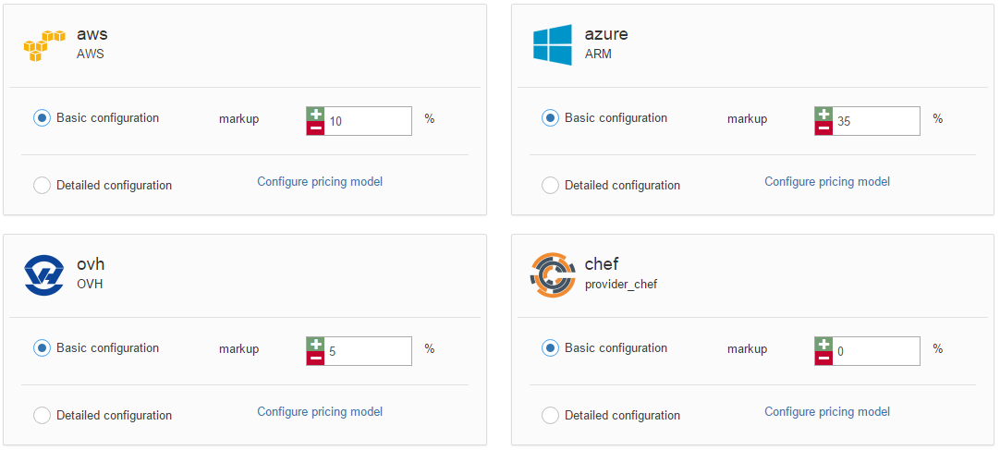 aws
AWS
Basic configuration markup 10 %
Detailed configuration Configure pricing model
azure
ARM
Basic configuration markup 35 %
Detailed configuration Configure pricing model
ovh
OVH
Basic configuration markup 5 %
Detailed configuration Configure pricing model
chef
provider_chef
Basic configuration markup 0 %
Detailed configuration Configure pricing model